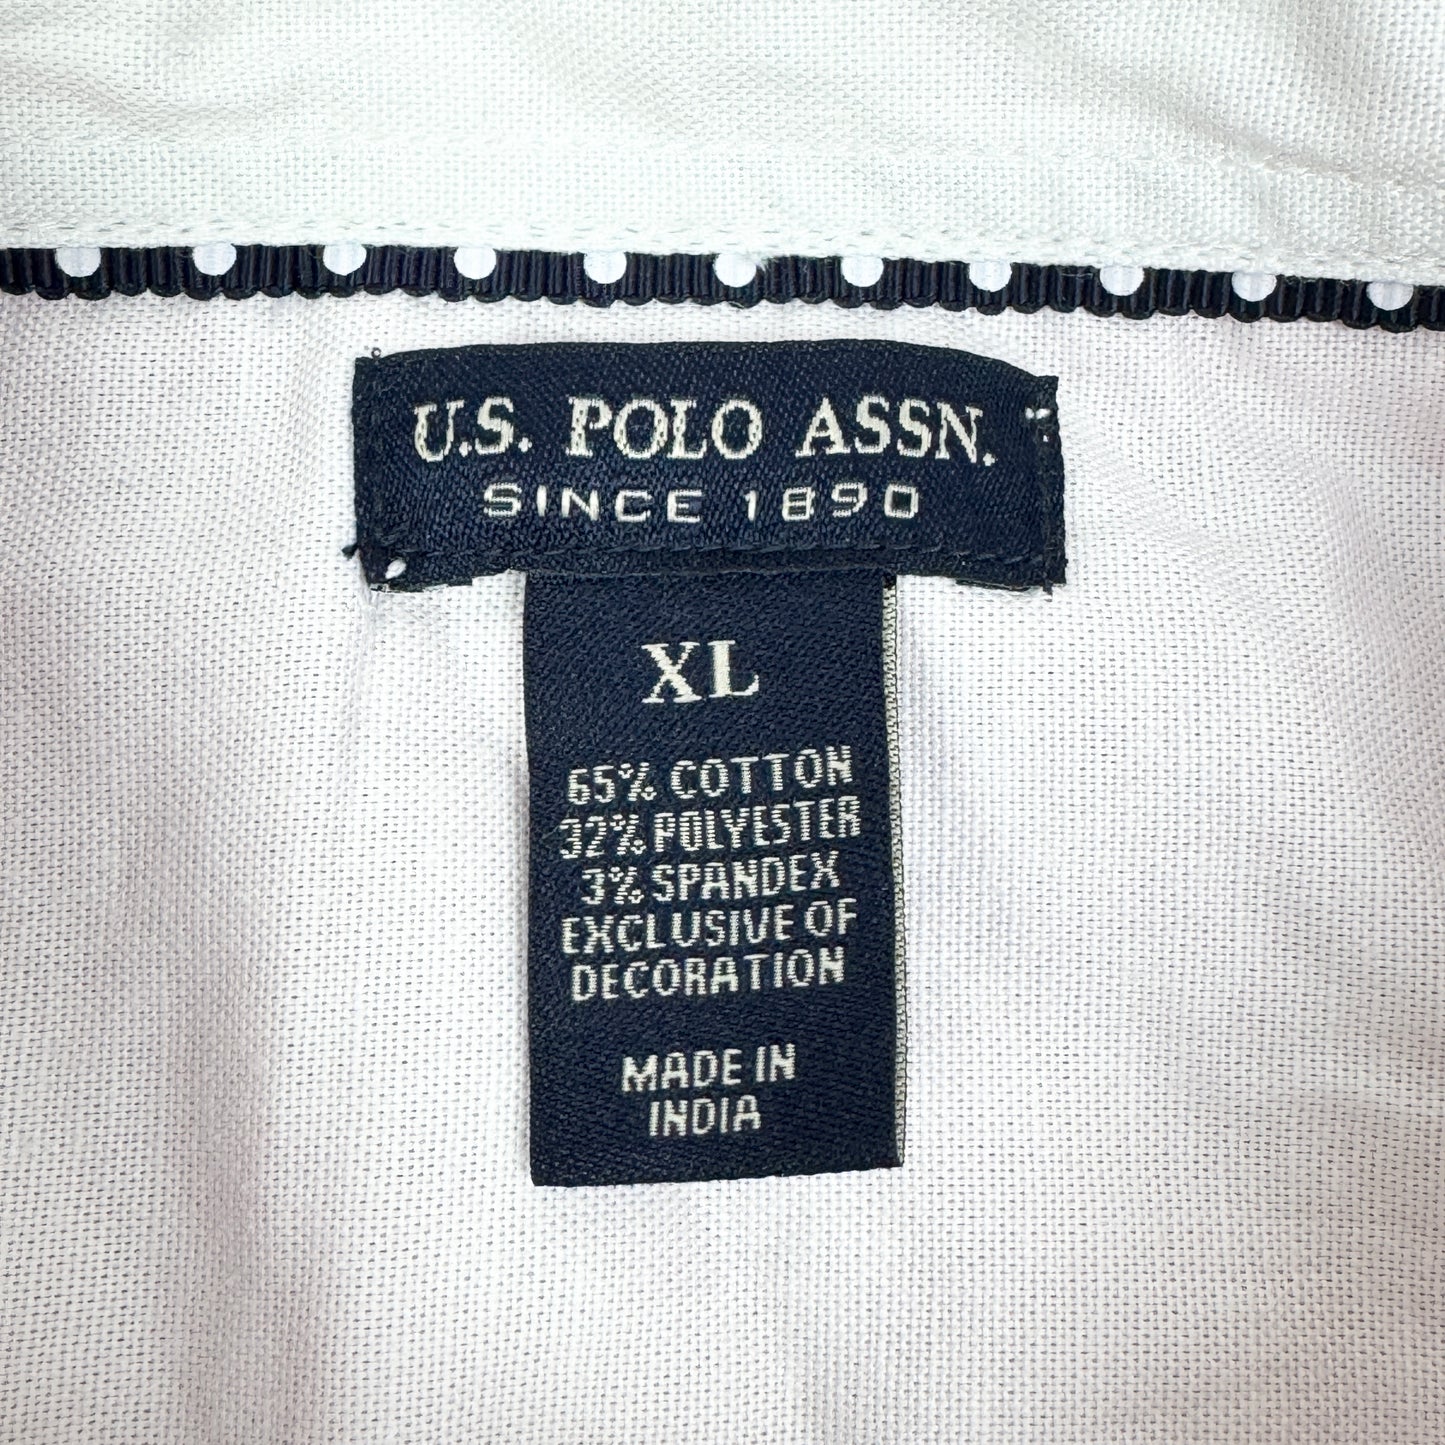 U.S. POLO ASSN.
SINCE 1890
XL
65% COTTON
32% POLYESTER
3% SPANDEX
EXCLUSIVE OF
DECORATION
MADE IN
INDIA